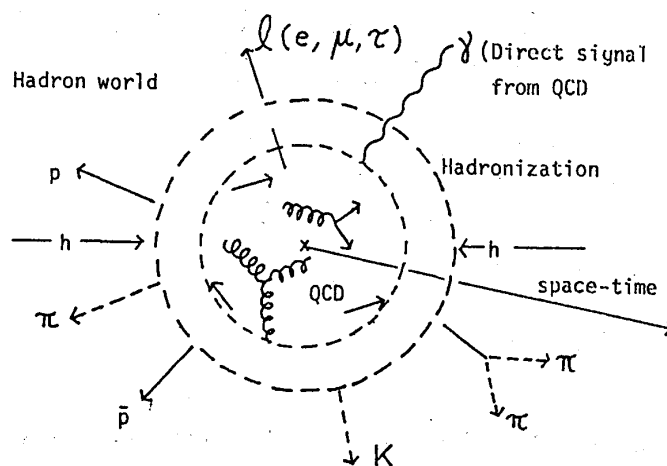 l (e, μ, τ)
γ (Direct signal
from QCD
Hadron world
Hadronization
p
h
h
QCD
space-time
π
π
π
p̄
K